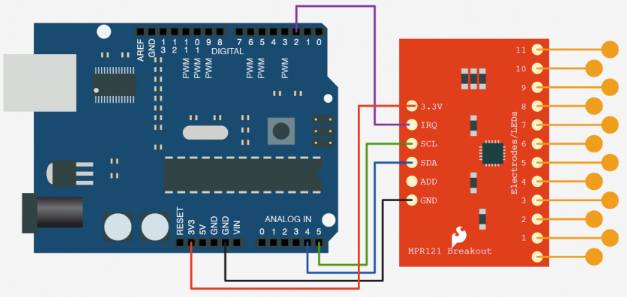 AREF
GND
13
12
11
10
9
8
7
6
5
4
3
2
1
0
PWM
PWM
PWM
PWM
PWM
PWM
DIGITAL
RESET
3V3
5V
GND
GND
VIN
ANALOG IN
0 1 2 3 4 5
3.3V
IRQ
SCL
SDA
ADD
GND
11
10
9
8
7
6
5
4
3
2
1
Electrodes/LEDs
MPR121 Breakout